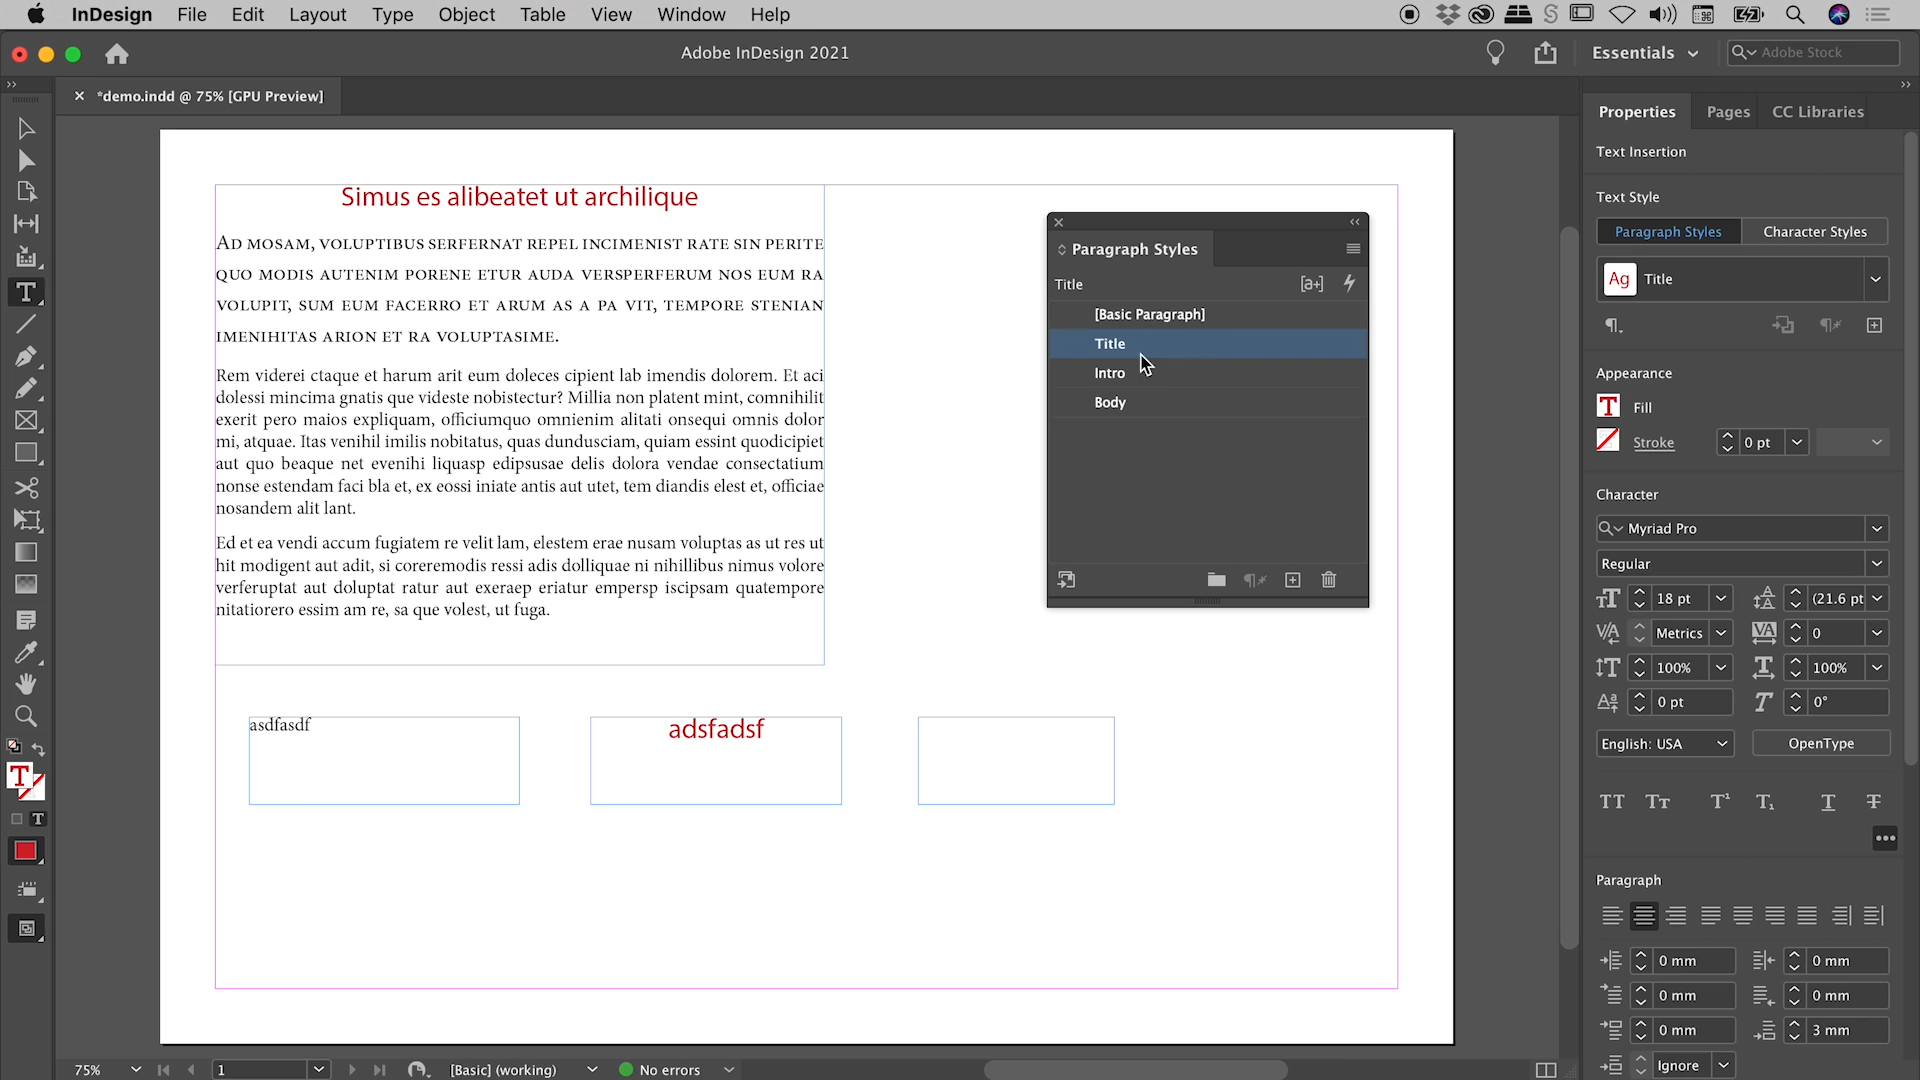 InDesign File Edit Layout Type Object Table View Window Help
Adobe InDesign 2021
Essentials
Adobe Stock
*demo.indd @ 75% [GPU Preview]
Simus es alibeatet ut archilique
Ad mosam, voluptibus serfernat repel incimenist rate sin perite
quo modis autenim porene etur auda versperferum nos eum ra
volupit, sum eum facerro et arum as a pa vit, tempore stenian
imenihitas arion et ra voluptasime.
Rem viderei ctaque et harum arit eum doleces cipient lab imendis dolorem. Et aci
dolessi mincima gnatis que videste nobistectur? Millia non platent mint, comnihilit
exerit pero maios expliquam, officiumquo omnienim alitati onsequi omnis dolor
mi, atquae. Itas venihil imilis nobitatus, quas dundusciam, quiam essint quodicipiet
aut quo beaque net evenihi liquasp edipsusae delis dolora vendae consectatium
nonse estendam faci bla et, ex eossi iniate antis aut utet, tem diandis elest et, officiae
nosandem alit lant.
Ed et ea vendi accum fugiatem re velit lam, elestem erae nusam voluptas as ut res ut
hit modigent aut adit, si coreremodis ressi adis dolliquae ni nihillibus nimus volore
verferuptat aut doluptat ratur aut exeraep eriatur empersp iscipsam quatempore
nitatiorero essim am re, sa que volest, ut fuga.
asdfasdf
adsfadsf
Paragraph Styles
Title
[a+]
[Basic Paragraph]
Title
Intro
Body
Properties Pages CC Libraries
Text Insertion
Text Style
Paragraph Styles Character Styles
Ag Title
Appearance
Fill
Stroke 0 pt
Character
Myriad Pro
Regular
18 pt (21.6 pt
Metrics 0
100% 100%
0 pt 0°
English: USA OpenType
Paragraph
0 mm 0 mm
0 mm 0 mm
0 mm 3 mm
Ignore
75% 1 [Basic] (working) No errors